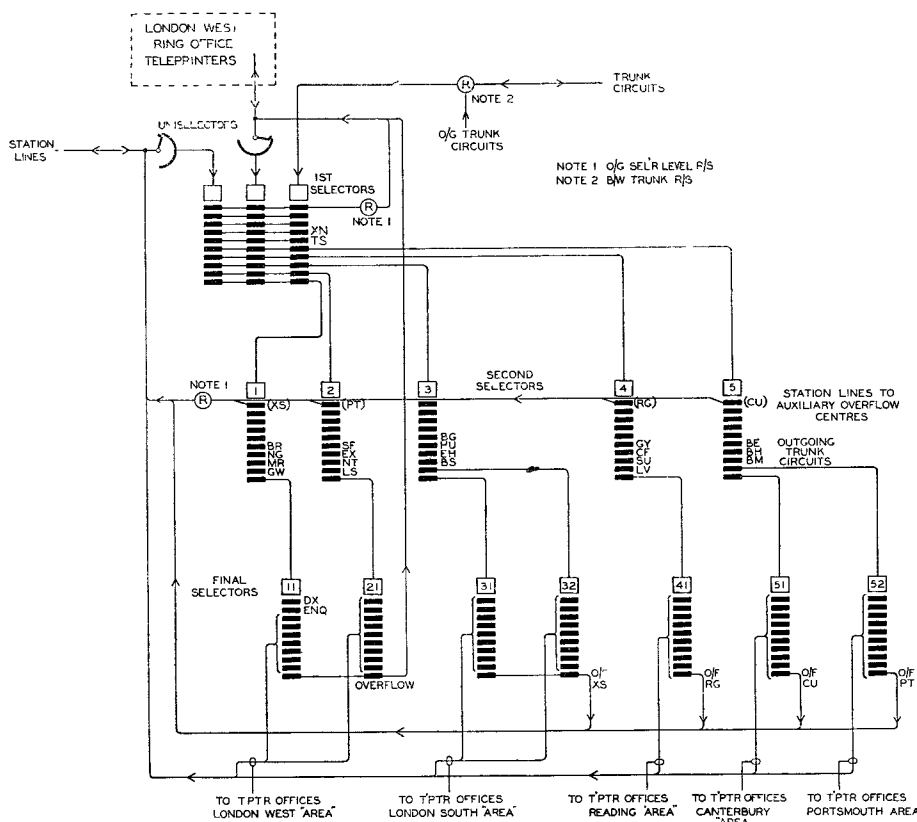 LONDON WEST
RING OFFICE
TELEPRINTERS
R
NOTE 2
TRUNK
CIRCUITS
O/G TRUNK
CIRCUITS
UNISELECTORS
STATION
LINES
NOTE 1 O/G SEL'R LEVEL R/S
NOTE 2 B/W TRUNK R/S
1ST
SELECTORS
R
NOTE 1
XN
TS
NOTE 1
R
1
2
3
4
5
SECOND
SELECTORS
(XS)
(PT)
(RG)
(CU)
STATION LINES TO
AUXILIARY OVERFLOW
CENTRES
BR
NG
MR
GW
SF
EX
NT
LS
BG
HU
EH
BS
GY
CF
SU
LV
BE
BH
BM
OUTGOING
TRUNK
CIRCUITS
FINAL
SELECTORS
11
21
31
32
41
51
52
DX
ENQ
OVERFLOW
O/F
XS
O/F
RG
O/F
CU
O/F
PT
TO T'PTR OFFICES
LONDON WEST "AREA"
TO T'PTR OFFICES
LONDON SOUTH "AREA"
TO T'PTR OFFICES
READING "AREA"
TO T'PTR OFFICES
CANTERBURY
"AREA
TO T'PTR OFFICES
PORTSMOUTH AREA